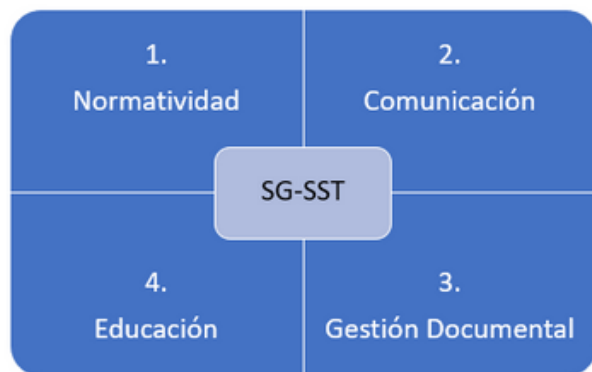 1.
Normatividad
2.
Comunicación
SG-SST
4.
Educación
3.
Gestión Documental